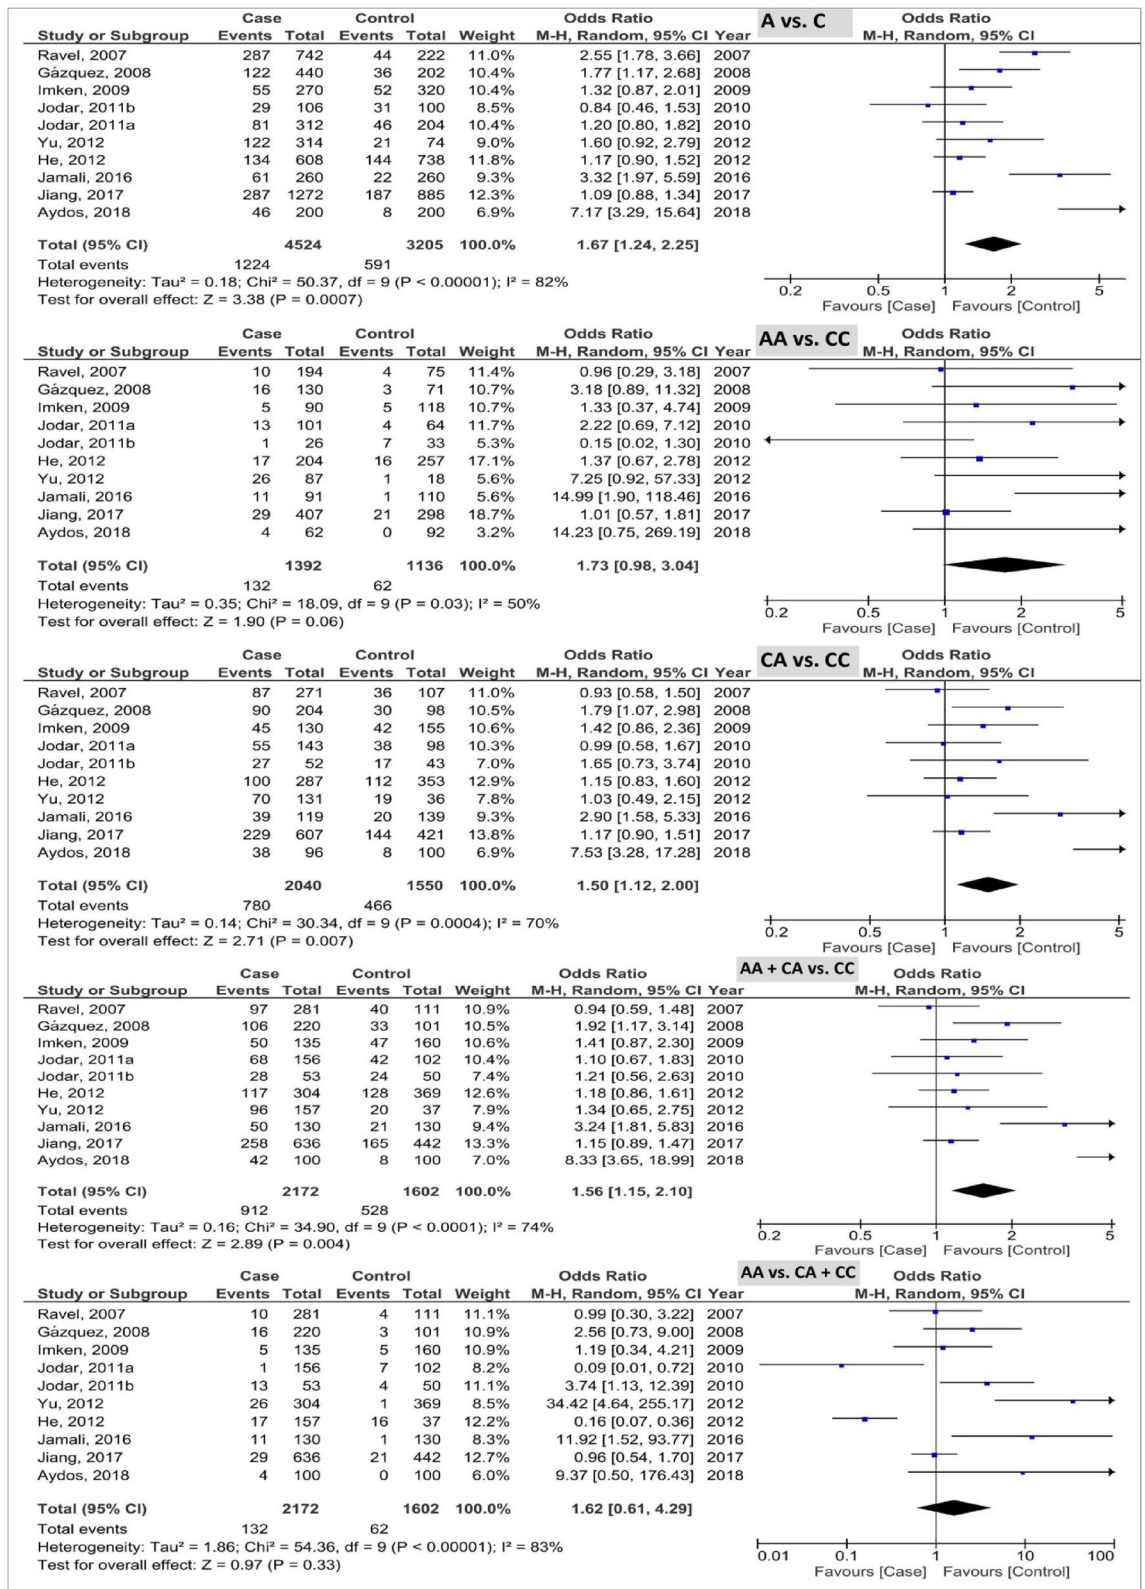 Case Control Odds Ratio A vs. C Odds Ratio
Study or Subgroup Events Total Events Total Weight M-H, Random, 95% CI Year M-H, Random, 95% CI
Ravel, 2007 287 742 44 222 11.0% 2.55 [1.78, 3.66] 2007
Gázquez, 2008 122 440 36 202 10.4% 1.77 [1.17, 2.68] 2008
Imken, 2009 55 270 52 320 10.4% 1.32 [0.87, 2.01] 2009
Jodar, 2011b 29 106 31 100 8.5% 0.84 [0.46, 1.53] 2010
Jodar, 2011a 81 312 46 204 10.4% 1.20 [0.80, 1.82] 2010
Yu, 2012 122 314 21 74 9.0% 1.60 [0.92, 2.79] 2012
He, 2012 134 608 144 738 11.8% 1.17 [0.90, 1.52] 2012
Jamali, 2016 61 260 22 260 9.3% 3.32 [1.97, 5.59] 2016
Jiang, 2017 287 1272 187 885 12.3% 1.09 [0.88, 1.34] 2017
Aydos, 2018 46 200 8 200 6.9% 7.17 [3.29, 15.64] 2018
Total (95% CI) 4524 3205 100.0% 1.67 [1.24, 2.25]
Total events 1224 591
Heterogeneity: Tau² = 0.18; Chi² = 50.37, df = 9 (P < 0.00001); I² = 82%
Test for overall effect: Z = 3.38 (P = 0.0007)
0.2 0.5 1 2 5
Favours [Case] Favours [Control]
Case Control Odds Ratio AA vs. CC Odds Ratio
Study or Subgroup Events Total Events Total Weight M-H, Random, 95% CI Year M-H, Random, 95% CI
Ravel, 2007 10 194 4 75 11.4% 0.96 [0.29, 3.18] 2007
Gázquez, 2008 16 130 3 71 10.7% 3.18 [0.89, 11.32] 2008
Imken, 2009 5 90 5 118 10.7% 1.33 [0.37, 4.74] 2009
Jodar, 2011a 13 101 4 64 11.7% 2.22 [0.69, 7.12] 2010
Jodar, 2011b 1 26 7 33 5.3% 0.15 [0.02, 1.30] 2010
He, 2012 17 204 16 257 17.1% 1.37 [0.67, 2.78] 2012
Yu, 2012 26 87 1 18 5.6% 7.25 [0.92, 57.33] 2012
Jamali, 2016 11 91 1 110 5.6% 14.99 [1.90, 118.46] 2016
Jiang, 2017 29 407 21 298 18.7% 1.01 [0.57, 1.81] 2017
Aydos, 2018 4 62 0 92 3.2% 14.23 [0.75, 269.19] 2018
Total (95% CI) 1392 1136 100.0% 1.73 [0.98, 3.04]
Total events 132 62
Heterogeneity: Tau² = 0.35; Chi² = 18.09, df = 9 (P = 0.03); I² = 50%
Test for overall effect: Z = 1.90 (P = 0.06)
0.2 0.5 1 2 5
Favours [Case] Favours [Control]
Case Control Odds Ratio CA vs. CC Odds Ratio
Study or Subgroup Events Total Events Total Weight M-H, Random, 95% CI Year M-H, Random, 95% CI
Ravel, 2007 87 271 36 107 11.0% 0.93 [0.58, 1.50] 2007
Gázquez, 2008 90 204 30 98 10.5% 1.79 [1.07, 2.98] 2008
Imken, 2009 45 130 42 155 10.6% 1.42 [0.86, 2.36] 2009
Jodar, 2011a 55 143 38 98 10.3% 0.99 [0.58, 1.67] 2010
Jodar, 2011b 27 52 17 43 7.0% 1.65 [0.73, 3.74] 2010
He, 2012 100 287 112 353 12.9% 1.15 [0.83, 1.60] 2012
Yu, 2012 70 131 19 36 7.8% 1.03 [0.49, 2.15] 2012
Jamali, 2016 39 119 20 139 9.2% 2.90 [1.58, 5.33] 2016
Jiang, 2017 229 607 144 421 13.8% 1.17 [0.90, 1.51] 2017
Aydos, 2018 38 96 8 100 6.9% 7.53 [3.28, 17.28] 2018
Total (95% CI) 2040 1550 100.0% 1.50 [1.12, 2.00]
Total events 780 466
Heterogeneity: Tau² = 0.14; Chi² = 30.34, df = 9 (P = 0.0004); I² = 70%
Test for overall effect: Z = 2.71 (P = 0.007)
0.2 0.5 1 2 5
Favours [Case] Favours [Control]
Case Control Odds Ratio AA + CA vs. CC Odds Ratio
Study or Subgroup Events Total Events Total Weight M-H, Random, 95% CI Year M-H, Random, 95% CI
Ravel, 2007 97 281 40 111 10.9% 0.94 [0.59, 1.48] 2007
Gázquez, 2008 106 220 33 101 10.5% 1.92 [1.17, 3.14] 2008
Imken, 2009 50 135 47 160 10.6% 1.41 [0.87, 2.30] 2009
Jodar, 2011a 68 156 42 102 10.4% 1.10 [0.67, 1.83] 2010
Jodar, 2011b 28 53 24 50 7.4% 1.21 [0.56, 2.63] 2010
He, 2012 117 304 128 369 12.6% 1.18 [0.86, 1.61] 2012
Yu, 2012 96 157 20 37 7.9% 1.34 [0.65, 2.75] 2012
Jamali, 2016 50 130 21 130 9.4% 3.24 [1.81, 5.83] 2016
Jiang, 2017 258 636 165 442 13.3% 1.15 [0.89, 1.47] 2017
Aydos, 2018 42 100 8 100 7.0% 8.33 [3.65, 18.99] 2018
Total (95% CI) 2172 1602 100.0% 1.56 [1.15, 2.10]
Total events 912 528
Heterogeneity: Tau² = 0.16; Chi² = 34.90, df = 9 (P < 0.0001); I² = 74%
Test for overall effect: Z = 2.89 (P = 0.004)
0.2 0.5 1 2 5
Favours [Case] Favours [Control]
Case Control Odds Ratio AA vs. CA + CC Odds Ratio
Study or Subgroup Events Total Events Total Weight M-H, Random, 95% CI Year M-H, Random, 95% CI
Ravel, 2007 10 281 4 111 11.1% 0.99 [0.30, 3.22] 2007
Gázquez, 2008 16 220 3 101 10.9% 2.56 [0.73, 9.00] 2008
Imken, 2009 5 135 5 160 10.9% 1.19 [0.34, 4.21] 2009
Jodar, 2011a 1 156 7 102 8.2% 0.09 [0.01, 0.72] 2010
Jodar, 2011b 13 53 4 50 11.1% 3.74 [1.13, 12.39] 2010
Yu, 2012 26 304 1 369 8.5% 34.42 [4.64, 255.17] 2012
He, 2012 17 157 16 37 12.2% 0.16 [0.07, 0.36] 2012
Jamali, 2016 11 130 1 130 8.3% 11.92 [1.52, 93.77] 2016
Jiang, 2017 29 636 21 442 12.7% 0.96 [0.54, 1.70] 2017
Aydos, 2018 4 100 0 100 6.0% 9.37 [0.50, 176.43] 2018
Total (95% CI) 2172 1602 100.0% 1.62 [0.61, 4.29]
Total events 132 62
Heterogeneity: Tau² = 1.86; Chi² = 54.36, df = 9 (P < 0.00001); I² = 83%
Test for overall effect: Z = 0.97 (P = 0.33)
0.01 0.1 1 10 100
Favours [Case] Favours [Control]